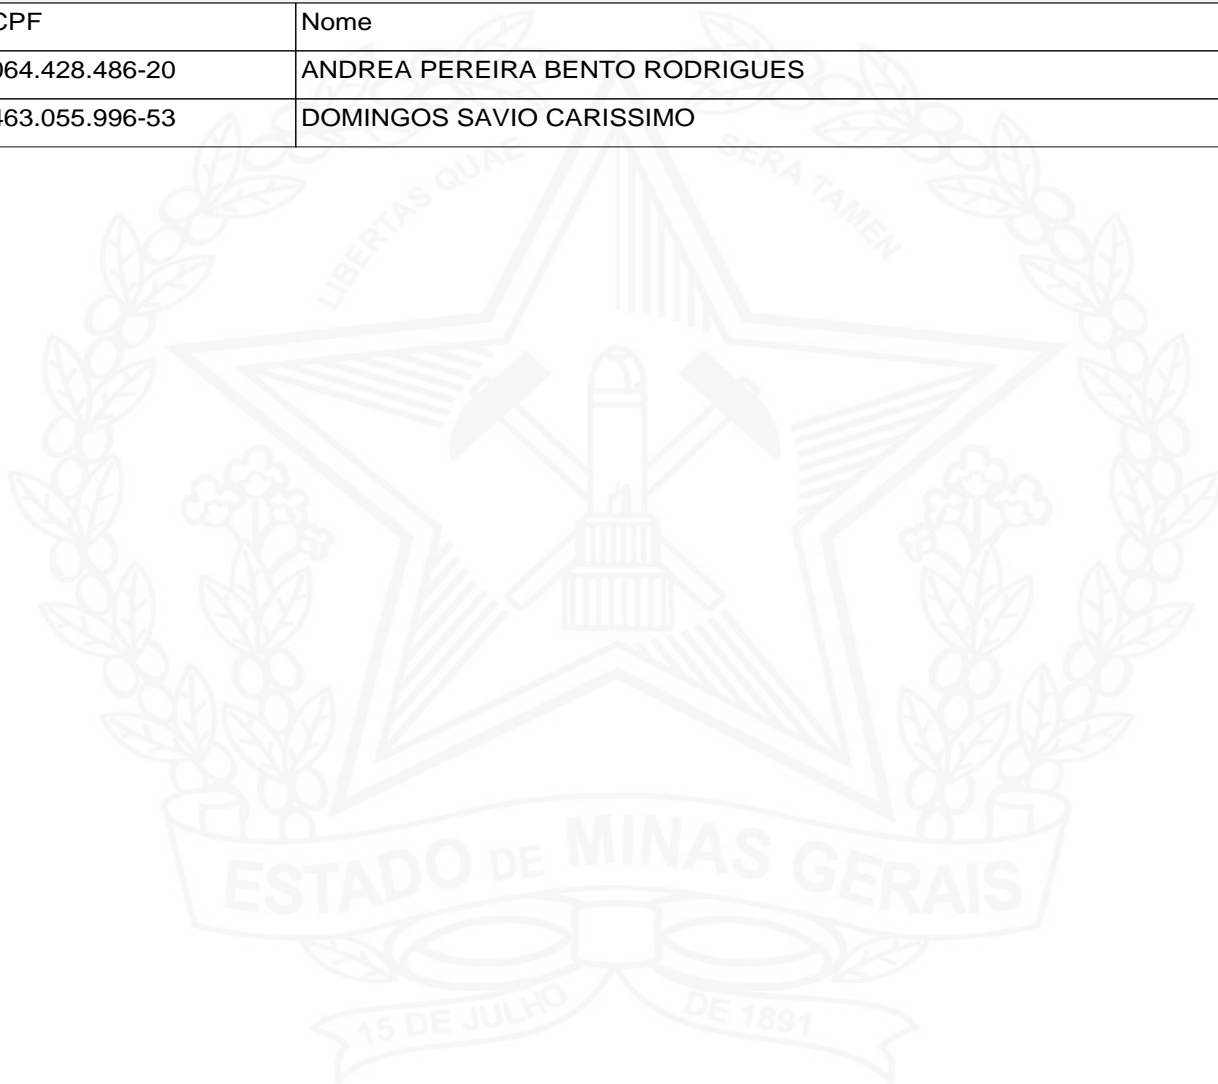 CPF Nome
064.428.486-20 ANDREA PEREIRA BENTO RODRIGUES
463.055.996-53 DOMINGOS SAVIO CARISSIMO
LIBERTAS QUAE SERA TAMEN
ESTADO DE MINAS GERAIS
15 DE JULHO DE 1891